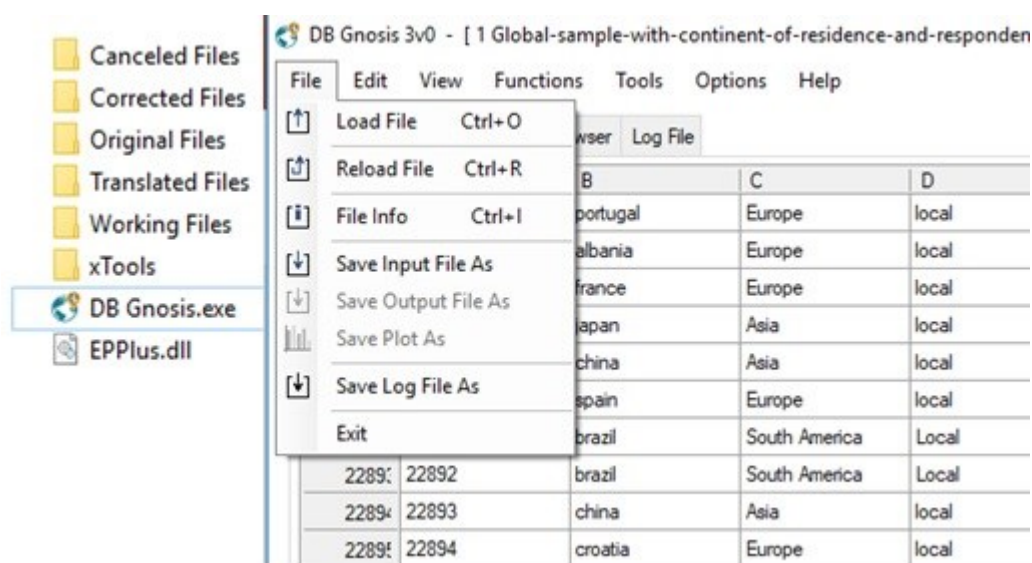 Canceled Files
Corrected Files
Original Files
Translated Files
Working Files
xTools
DB Gnosis.exe
EPPlus.dll
DB Gnosis 3v0 - [ 1 Global-sample-with-continent-of-residence-and-responden
File Edit View Functions Tools Options Help
Load File Ctrl+O
Reload File Ctrl+R
File Info Ctrl+I
Save Input File As
Save Output File As
Save Plot As
Save Log File As
Exit
wser Log File
B C D
portugal Europe local
albania Europe local
france Europe local
japan Asia local
china Asia local
spain Europe local
brazil South America Local
22892 brazil South America Local
22893 china Asia local
22894 croatia Europe local